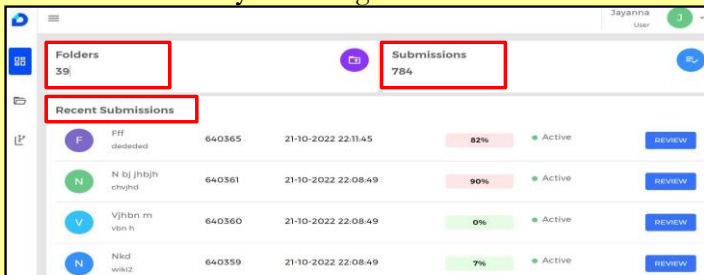 Jayanna
User
J
Folders
39
Submissions
784
Recent Submissions
F
Fff
dededed
640365
21-10-2022 22:11:45
82%
Active
REVIEW
N
N bj jhbjh
chvjhd
640361
21-10-2022 22:08:49
90%
Active
REVIEW
V
Vjhbn m
vbn h
640360
21-10-2022 22:08:49
0%
Active
REVIEW
N
Nkd
wiki2
640359
21-10-2022 22:08:49
7%
Active
REVIEW